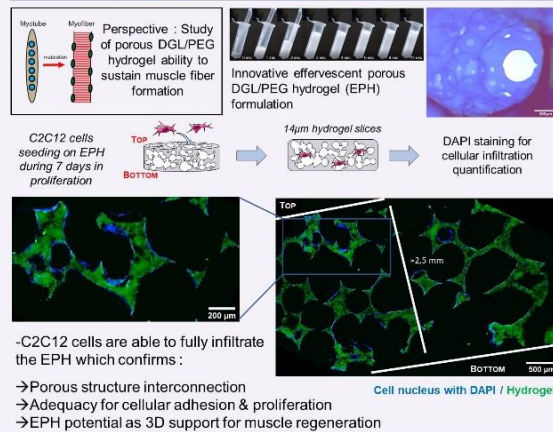 Myotube
Myofiber
maturation
Perspective : Study
of porous DGL/PEG
hydrogel ability to
sustain muscle fiber
formation
Innovative effervescent porous
DGL/PEG hydrogel (EPH)
formulation
C2C12 cells
seeding on EPH
during 7 days in
proliferation
TOP
BOTTOM
14µm hydrogel slices
DAPI staining for
cellular infiltration
quantification
200 µm
TOP
≈2,5 mm
BOTTOM
500 µm
Cell nucleus with DAPI / Hydrogel
-C2C12 cells are able to fully infiltrate
the EPH which confirms :
→Porous structure interconnection
→Adequacy for cellular adhesion & proliferation
→EPH potential as 3D support for muscle regeneration